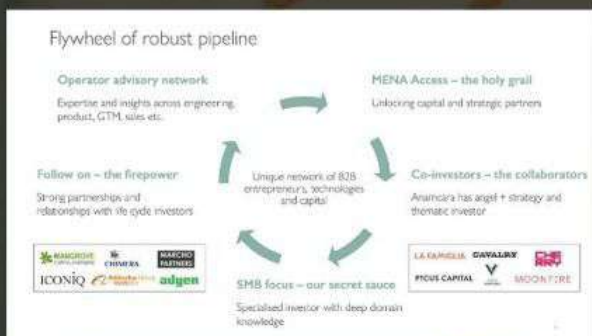 Flywheel of robust pipeline
Operator advisory network
Expertise and insights across engineering,
product, GTM, sales etc.
MENA Access – the holy grail
Unlocking capital and strategic partners
Follow on – the firepower
Strong partnerships and
relationships with life cycle investors
Unique network of B2B
entrepreneurs, technologies
and capital
Co-investors – the collaborators
Anamcara has angel + strategy and
thematic investor
MANGROVE
CHIMERA
MARCHO
PARTNERS
ICONIQ
adyen
SMB focus – our secret sauce
Specialised investor with deep domain
knowledge
LA FAMIGLIA
CAVALRY
FICUS CAPITAL
MOONFIRE